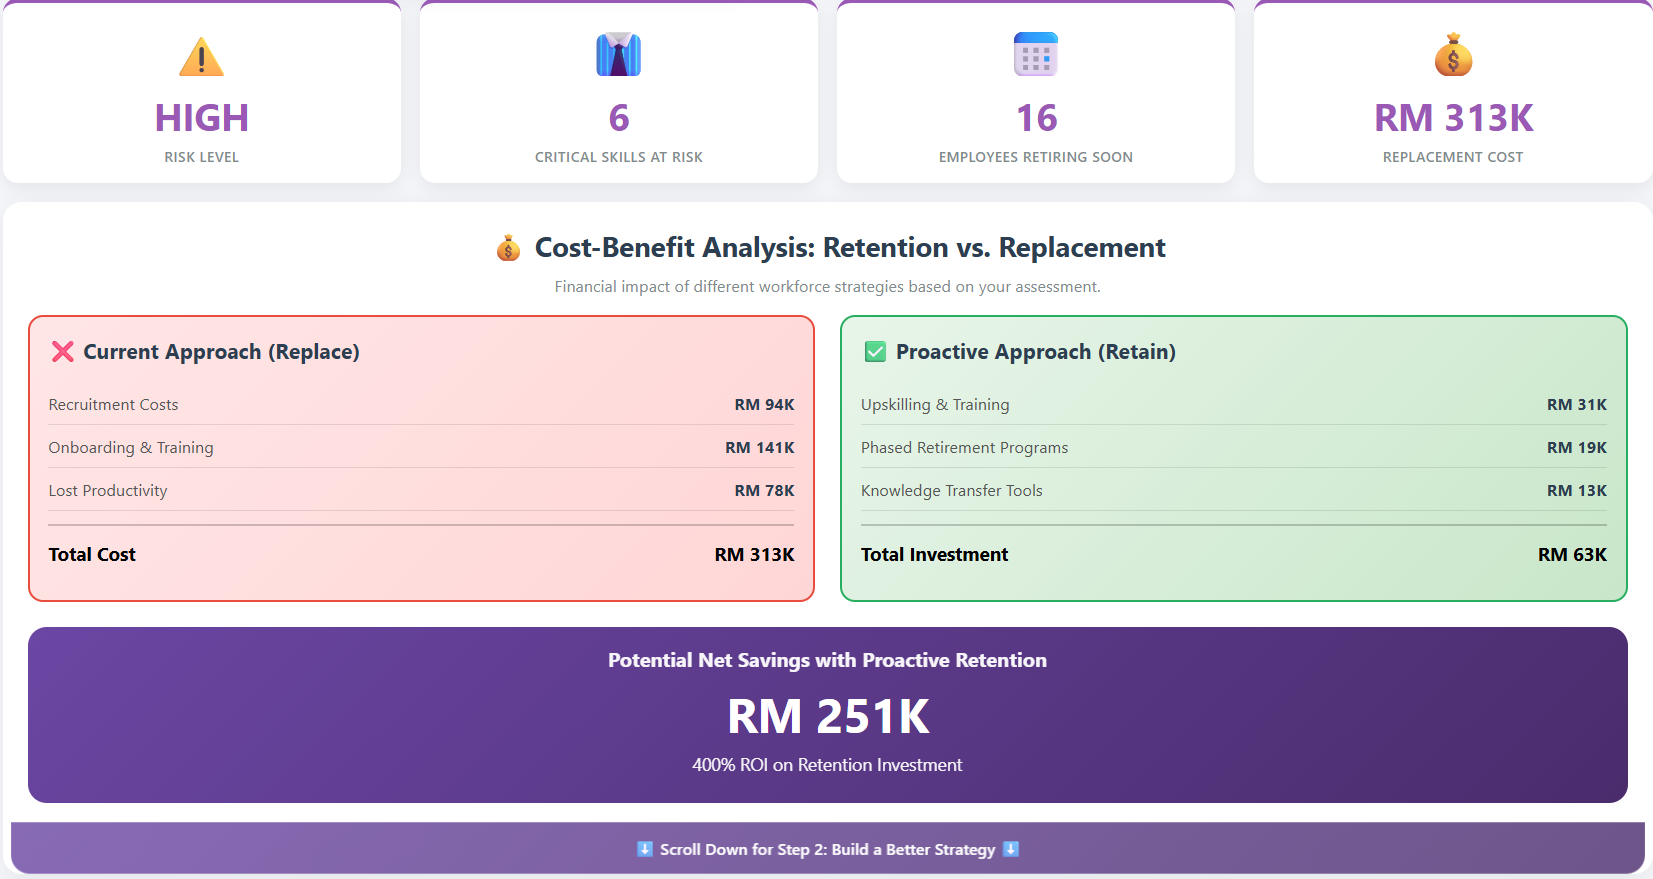 HIGH
RISK LEVEL
6
CRITICAL SKILLS AT RISK
16
EMPLOYEES RETIRING SOON
RM 313K
REPLACEMENT COST
Cost-Benefit Analysis: Retention vs. Replacement
Financial impact of different workforce strategies based on your assessment.
Current Approach (Replace)
Recruitment Costs RM 94K
Onboarding & Training RM 141K
Lost Productivity RM 78K
Total Cost RM 313K
Proactive Approach (Retain)
Upskilling & Training RM 31K
Phased Retirement Programs RM 19K
Knowledge Transfer Tools RM 13K
Total Investment RM 63K
Potential Net Savings with Proactive Retention
RM 251K
400% ROI on Retention Investment
Scroll Down for Step 2: Build a Better Strategy